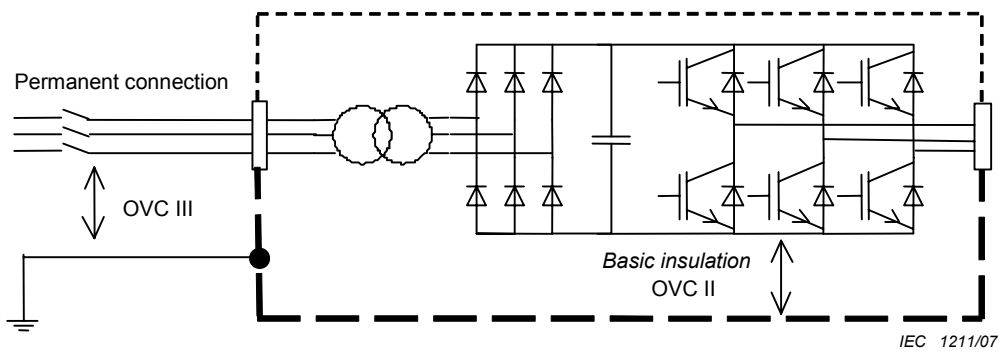 Permanent connection
OVC III
Basic insulation
OVC II
IEC 1211/07